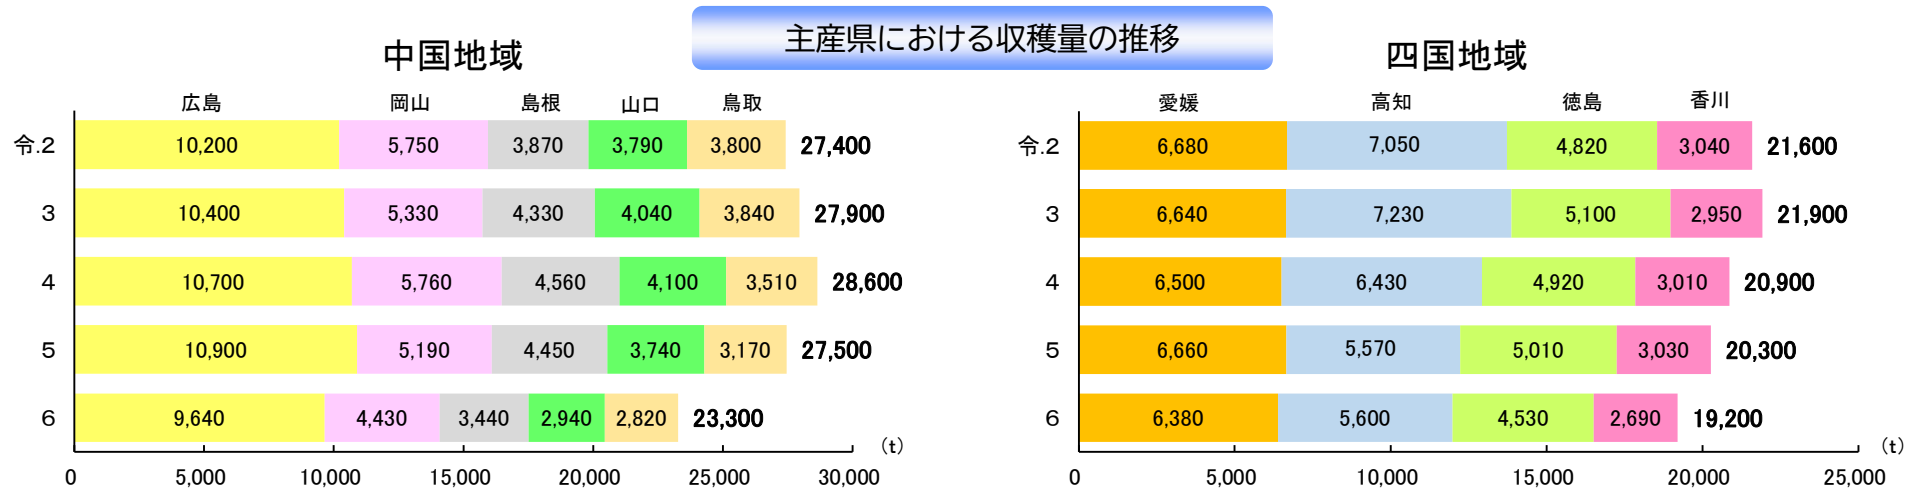 主産県における収穫量の推移
中国地域
広島 岡山 島根 山口 鳥取
令.2 10,200 5,750 3,870 3,790 3,800 27,400
3 10,400 5,330 4,330 4,040 3,840 27,900
4 10,700 5,760 4,560 4,100 3,510 28,600
5 10,900 5,190 4,450 3,740 3,170 27,500
6 9,640 4,430 3,440 2,940 2,820 23,300
(t)
0 5,000 10,000 15,000 20,000 25,000 30,000
四国地域
愛媛 高知 徳島 香川
令.2 6,680 7,050 4,820 3,040 21,600
3 6,640 7,230 5,100 2,950 21,900
4 6,500 6,430 4,920 3,010 20,900
5 6,660 5,570 5,010 3,030 20,300
6 6,380 5,600 4,530 2,690 19,200
(t)
0 5,000 10,000 15,000 20,000 25,000